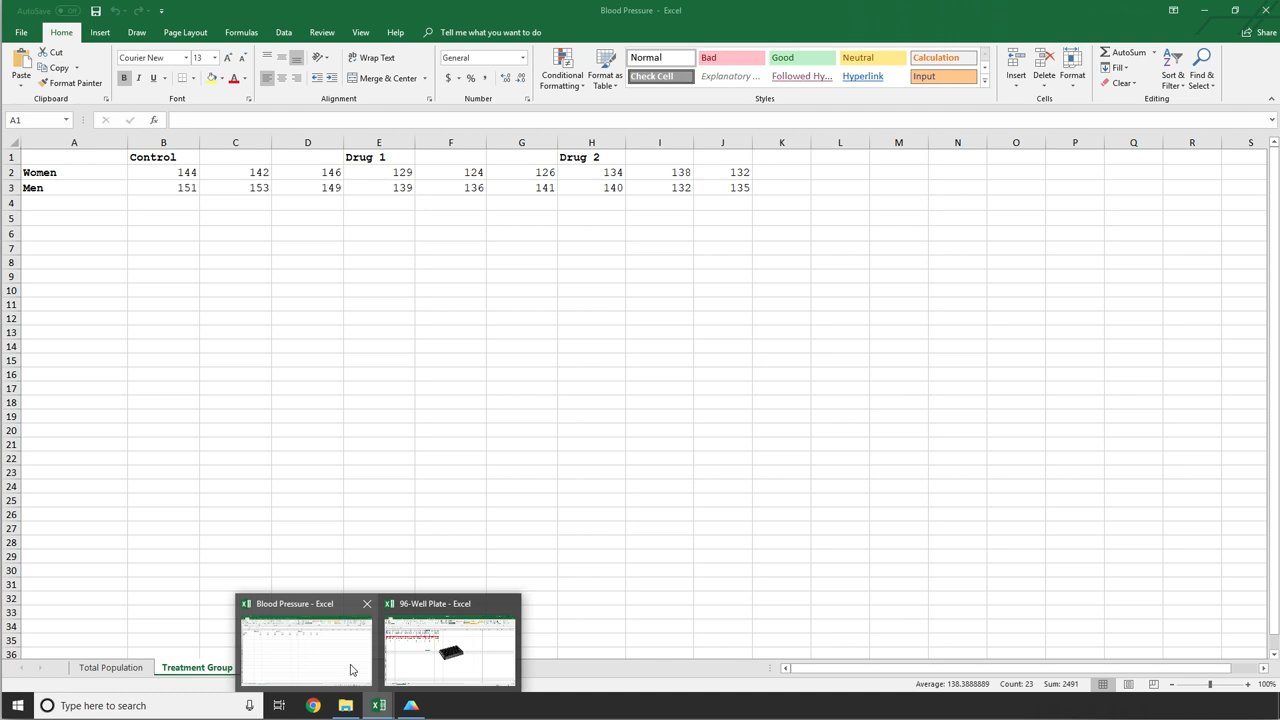 AutoSave Off
Blood Pressure - Excel
File Home Insert Draw Page Layout Formulas Data Review View Help Tell me what you want to do Share
Paste Cut Copy Format Painter
Courier New 13 A A
B I U A
Wrap Text
Merge & Center
General
$ % ,
Conditional Formatting
Format as Table
Normal Bad Good Neutral Calculation
Check Cell Explanatory ... Followed Hy... Hyperlink Input
Insert Delete Format
AutoSum
Fill
Clear
Sort & Filter
Find & Select
Clipboard Font Alignment Number Styles Cells Editing
A1 fx
A B C D E F G H I J K L M N O P Q R S
1 Control Drug 1 Drug 2
2 Women 144 142 146 129 124 126 134 138 132
3 Men 151 153 149 139 136 141 140 132 135
4
5
6
7
8
9
10
11
12
13
14
15
16
17
18
19
20
21
22
23
24
25
26
27
28
29
30
31
32
33
34
35
36
Blood Pressure - Excel
96-Well Plate - Excel
Total Population Treatment Group
Average: 138.3888889 Count: 23 Sum: 2491 100%
Type here to search